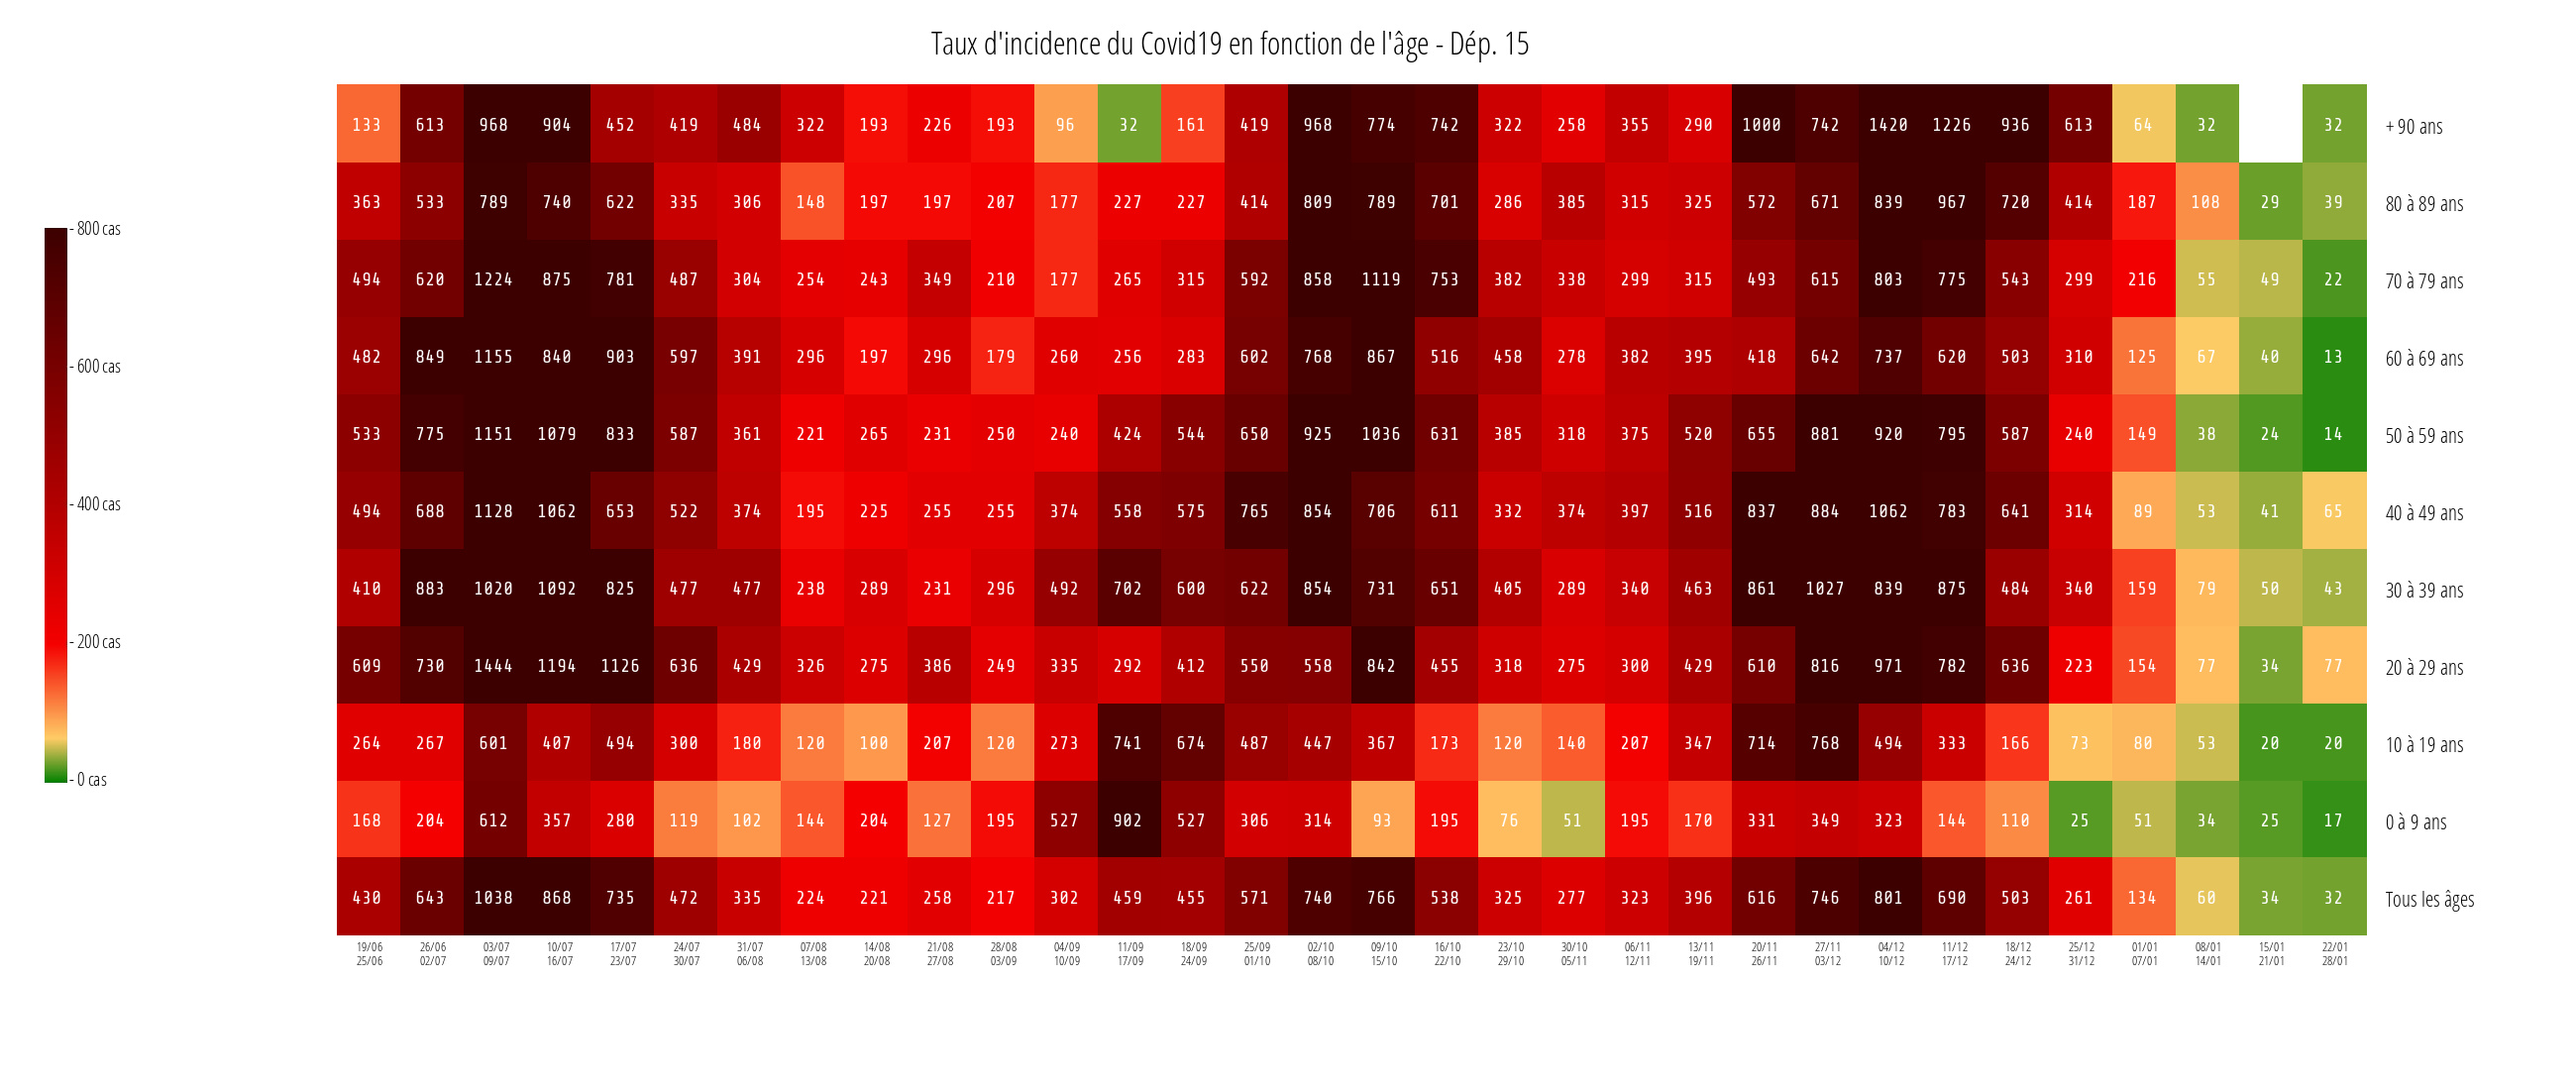 Taux d'incidence du Covid19 en fonction de l'âge - Dép. 15
133 613 968 904 452 419 484 322 193 226 193 96 32 161 419 968 774 742 322 258 355 290 1000 742 1420 1226 936 613 64 32 32 + 90 ans
363 533 789 740 622 335 306 148 197 197 207 177 227 227 414 809 789 701 286 385 315 325 572 671 839 967 720 414 187 108 29 39 80 à 89 ans
- 800 cas
494 620 1224 875 781 487 304 254 243 349 210 177 265 315 592 858 1119 753 382 338 299 315 493 615 803 775 543 299 216 55 49 22 70 à 79 ans
482 849 1155 840 903 597 391 296 197 296 179 260 256 283 602 768 867 516 458 278 382 395 418 642 737 620 503 310 125 67 40 13 60 à 69 ans
- 600 cas
533 775 1151 1079 833 587 361 221 265 231 250 240 424 544 650 925 1036 631 385 318 375 520 655 881 920 795 587 240 149 38 24 14 50 à 59 ans
- 400 cas
494 688 1128 1062 653 522 374 195 225 255 255 374 558 575 765 854 706 611 332 374 397 516 837 884 1062 783 641 314 89 53 41 65 40 à 49 ans
410 883 1020 1092 825 477 477 238 289 231 296 492 702 600 622 854 731 651 405 289 340 463 861 1027 839 875 484 340 159 79 50 43 30 à 39 ans
- 200 cas
609 730 1444 1194 1126 636 429 326 275 386 249 335 292 412 550 558 842 455 318 275 300 429 610 816 971 782 636 223 154 77 34 77 20 à 29 ans
264 267 601 407 494 300 180 120 100 207 120 273 741 674 487 447 367 173 120 140 207 347 714 768 494 333 166 73 80 53 20 20 10 à 19 ans
- 0 cas
168 204 612 357 280 119 102 144 204 127 195 527 902 527 306 314 93 195 76 51 195 170 331 349 323 144 110 25 51 34 25 17 0 à 9 ans
430 643 1038 868 735 472 335 224 221 258 217 302 459 455 571 740 766 538 325 277 323 396 616 746 801 690 503 261 134 60 34 32 Tous les âges
19/06 26/06 03/07 10/07 17/07 24/07 31/07 07/08 14/08 21/08 28/08 04/09 11/09 18/09 25/09 02/10 09/10 16/10 23/10 30/10 06/11 13/11 20/11 27/11 04/12 11/12 18/12 25/12 01/01 08/01 15/01 22/01
25/06 02/07 09/07 16/07 23/07 30/07 06/08 13/08 20/08 27/08 03/09 10/09 17/09 24/09 01/10 08/10 15/10 22/10 29/10 05/11 12/11 19/11 26/11 03/12 10/12 17/12 24/12 31/12 07/01 14/01 21/01 28/01